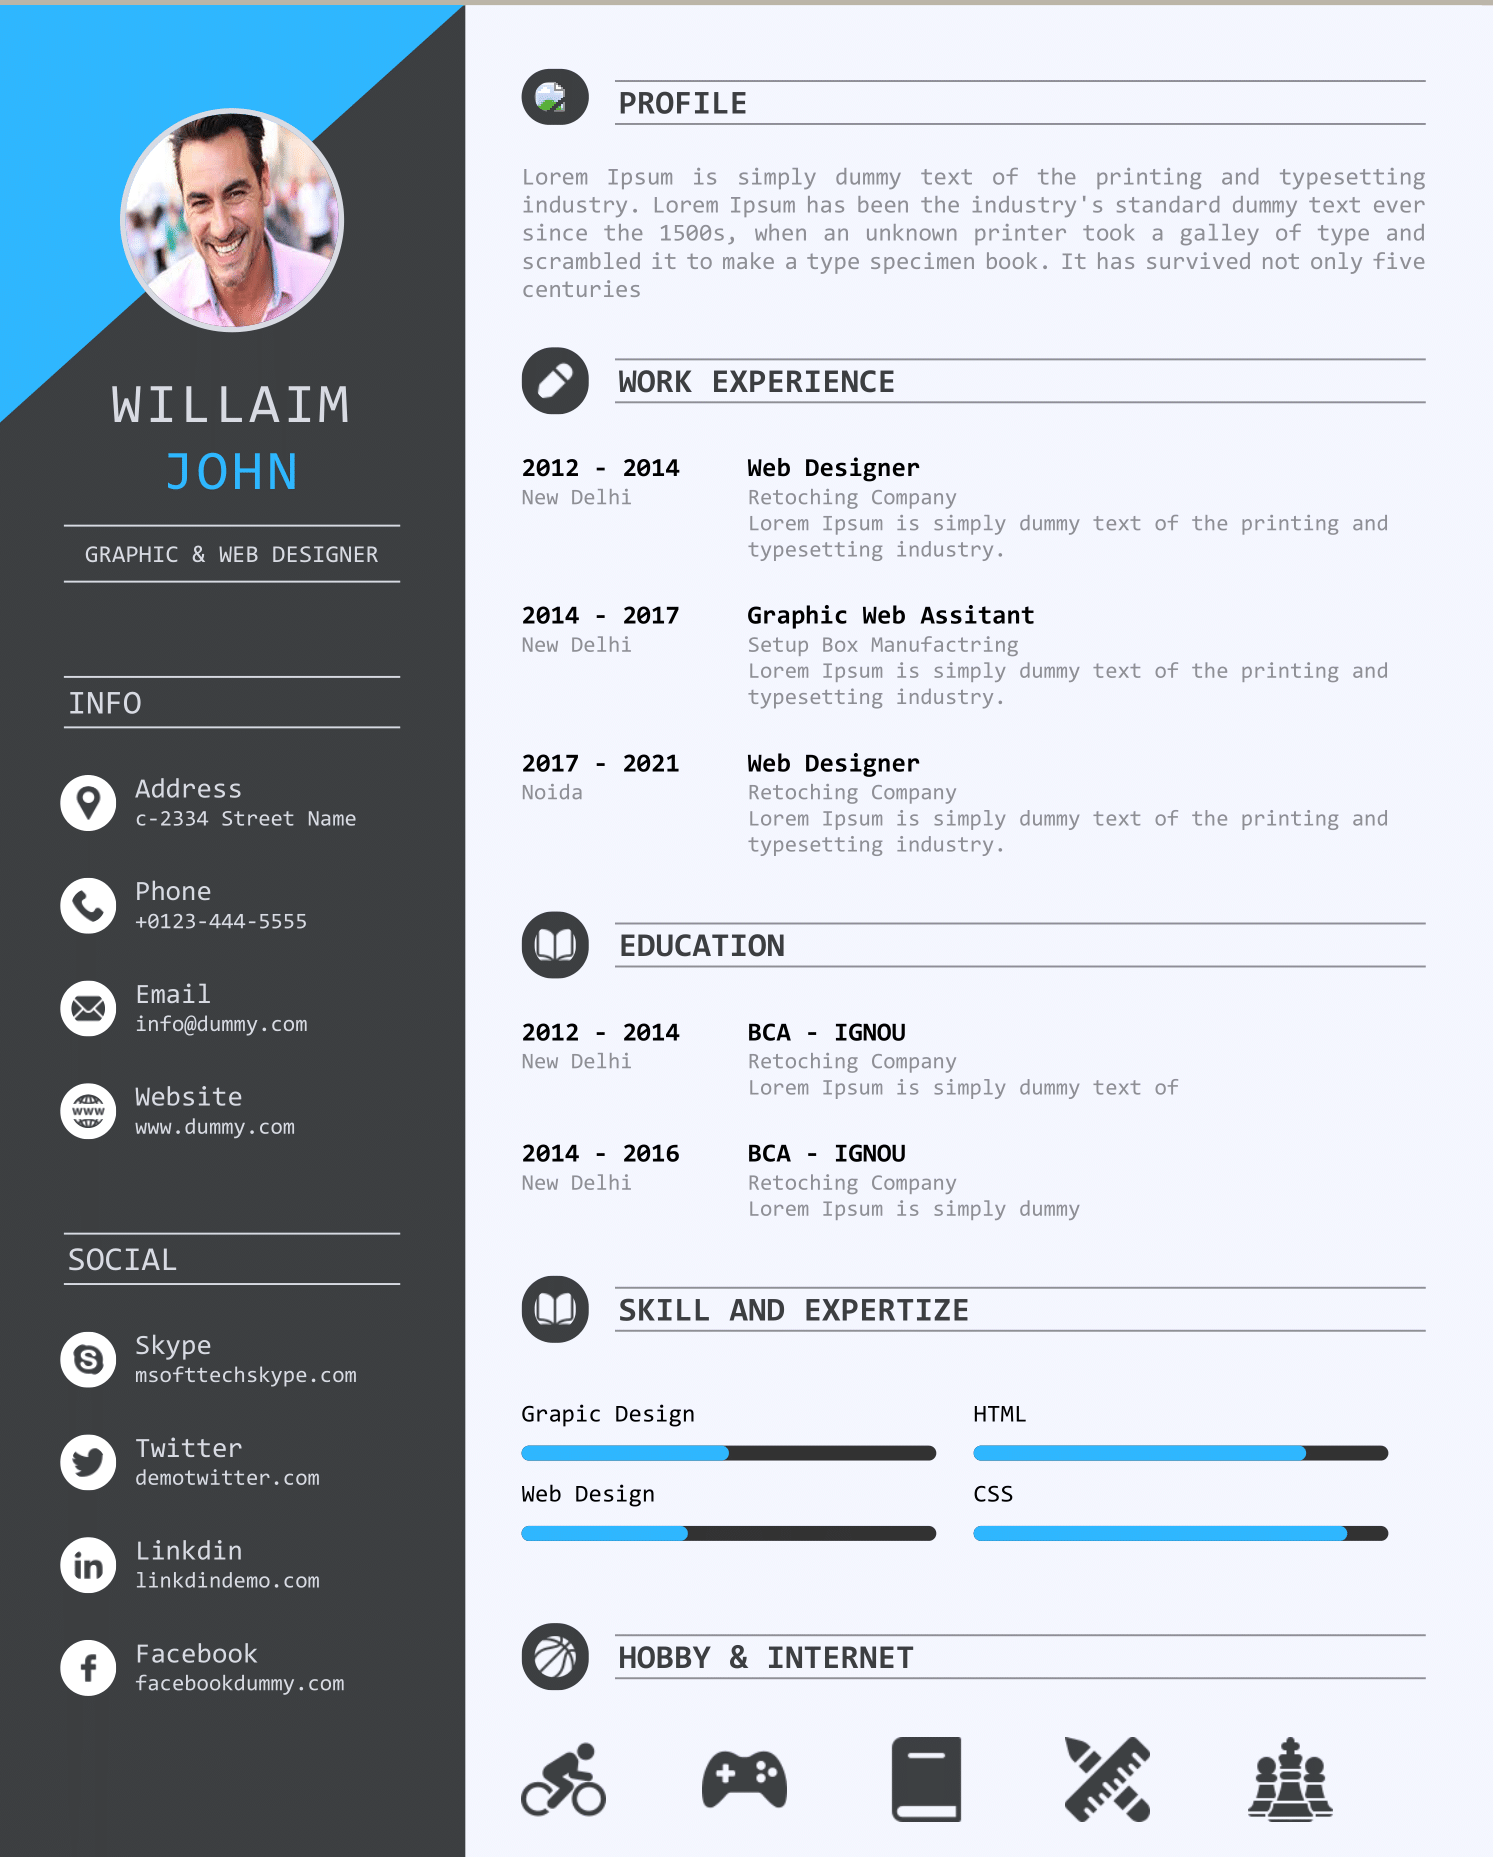 WILLAIM
JOHN
GRAPHIC & WEB DESIGNER
INFO
Address
c-2334 Street Name
Phone
+0123-444-5555
Email
info@dummy.com
WWW
Website
www.dummy.com
SOCIAL
Skype
msofttechskype.com
Twitter
demotwitter.com
in
Linkdin
linkdindemo.com
f
Facebook
facebookdummy.com
PROFILE
Lorem Ipsum is simply dummy text of the printing and typesetting
industry. Lorem Ipsum has been the industry's standard dummy text ever
since the 1500s, when an unknown printer took a galley of type and
scrambled it to make a type specimen book. It has survived not only five
centuries
WORK EXPERIENCE
2012 - 2014
New Delhi
Web Designer
Retoching Company
Lorem Ipsum is simply dummy text of the printing and
typesetting industry.
2014 - 2017
New Delhi
Graphic Web Assitant
Setup Box Manufactring
Lorem Ipsum is simply dummy text of the printing and
typesetting industry.
2017 - 2021
Noida
Web Designer
Retoching Company
Lorem Ipsum is simply dummy text of the printing and
typesetting industry.
EDUCATION
2012 - 2014
New Delhi
BCA - IGNOU
Retoching Company
Lorem Ipsum is simply dummy text of
2014 - 2016
New Delhi
BCA - IGNOU
Retoching Company
Lorem Ipsum is simply dummy
SKILL AND EXPERTIZE
Grapic Design
HTML
Web Design
CSS
HOBBY & INTERNET